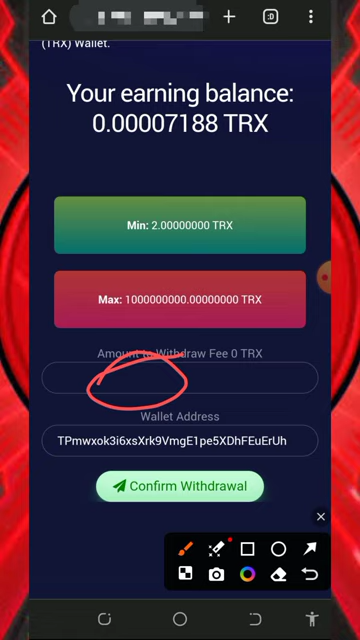 (TRX) Wallet.
Your earning balance:
0.00007188 TRX
Min: 2.00000000 TRX
Max: 1000000000.00000000 TRX
Amount to Withdraw Fee 0 TRX
Wallet Address
TPmwxok3i6xsXrk9VmgE1pe5XDhFEuErUh
Confirm Withdrawal